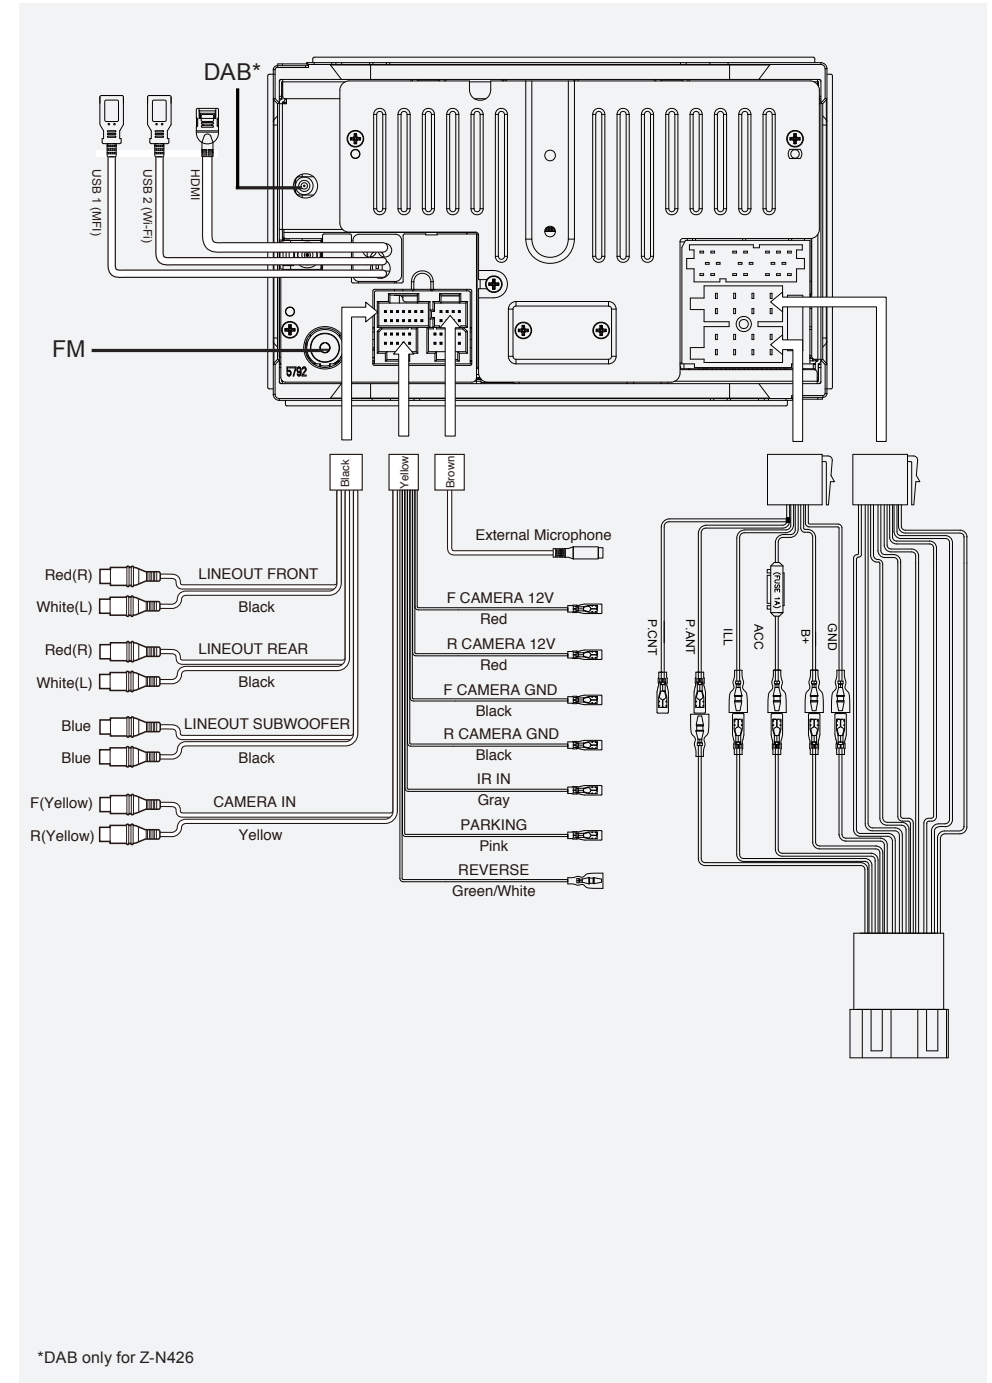 DAB*
USB 1 (MFI)
USB 2 (Wi-Fi)
HDMI
FM
5792
Black
Yellow
Brown
External Microphone
Red(R)
LINEOUT FRONT
White(L)
Black
Red(R)
LINEOUT REAR
White(L)
Black
Blue
LINEOUT SUBWOOFER
Blue
Black
F(Yellow)
CAMERA IN
R(Yellow)
Yellow
F CAMERA 12V
Red
R CAMERA 12V
Red
F CAMERA GND
Black
R CAMERA GND
Black
IR IN
Gray
PARKING
Pink
REVERSE
Green/White
P.CNT
P.ANT
ILL
ACC
(FUSE 1A)
B+
GND
*DAB only for Z-N426